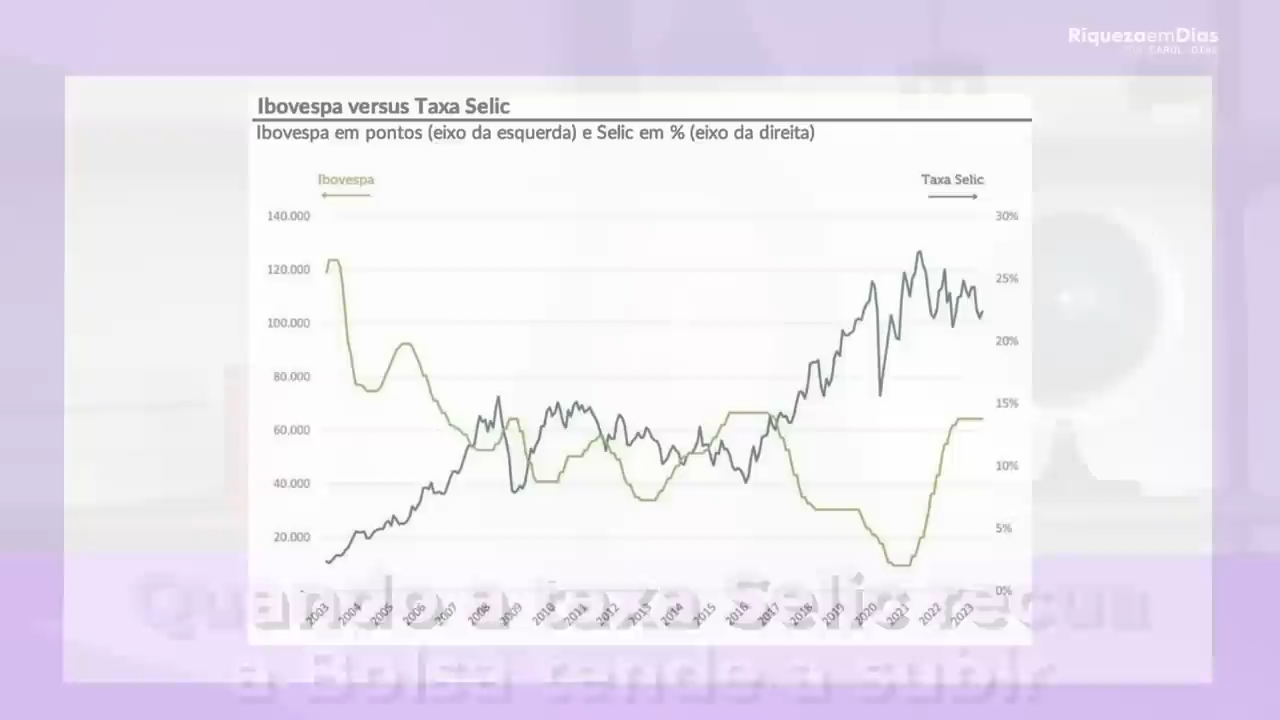 RiquezaemDias
POR CAROL DIAS
Ibovespa versus Taxa Selic
Ibovespa em pontos (eixo da esquerda) e Selic em % (eixo da direita)
Ibovespa
Taxa Selic
140.000
30%
120.000
25%
100.000
20%
80.000
15%
60.000
10%
40.000
5%
20.000
-
0%
2003 2004 2005 2006 2007 2008 2009 2010 2011 2012 2013 2014 2015 2016 2017 2018 2019 2020 2021 2022 2023
Quando a taxa Selic recua
a Bolsa tende a subir